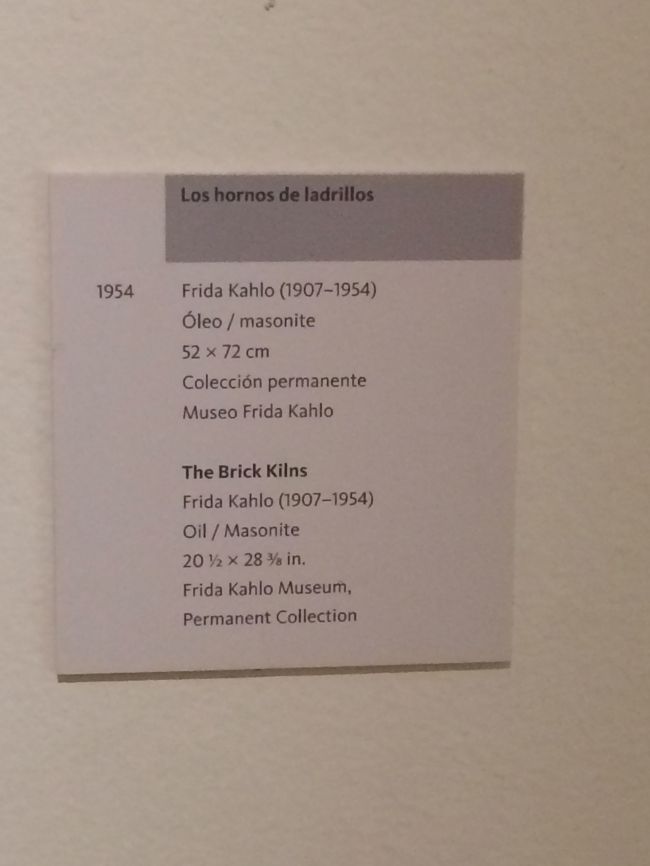 Los hornos de ladrillos
1954 Frida Kahlo (1907–1954)
Óleo / masonite
52 × 72 cm
Colección permanente
Museo Frida Kahlo
The Brick Kilns
Frida Kahlo (1907–1954)
Oil / Masonite
20 ½ × 28 ⅜ in.
Frida Kahlo Museum,
Permanent Collection